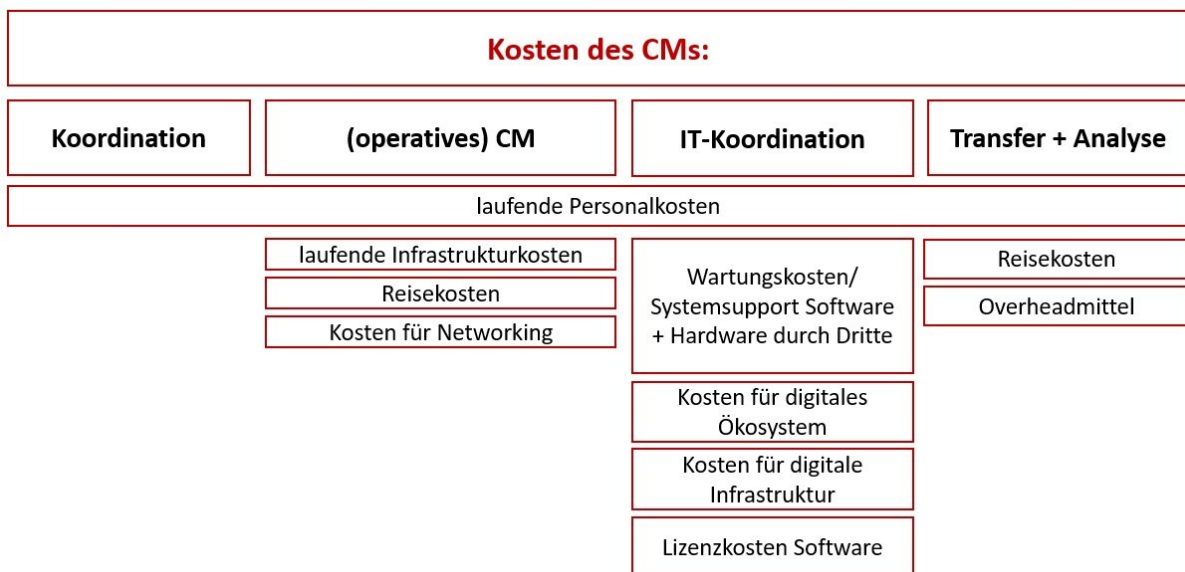 Kosten des CMs:
Koordination
(operatives) CM
IT-Koordination
Transfer + Analyse
laufende Personalkosten
laufende Infrastrukturkosten
Reisekosten
Kosten für Networking
Wartungskosten/
Systemsupport Software
+ Hardware durch Dritte
Kosten für digitales
Ökosystem
Kosten für digitale
Infrastruktur
Lizenzkosten Software
Reisekosten
Overheadmittel